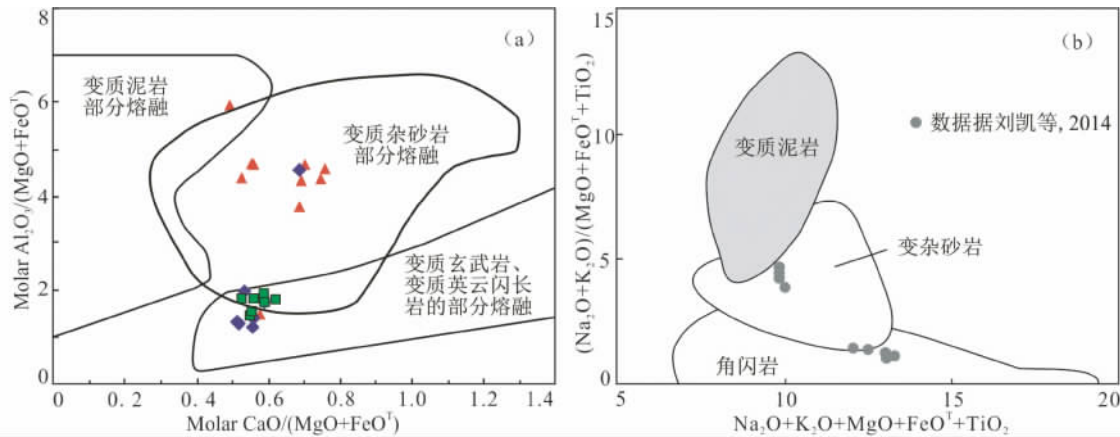 (a)
变质泥岩
部分熔融
变质杂砂岩
部分熔融
变质玄武岩、
变质英云闪长
岩的部分熔融
Molar Al₂O₃/(MgO+FeOᵀ)
8
6
4
2
0
0 0.2 0.4 0.6 0.8 1.0 1.2 1.4
Molar CaO/(MgO+FeOᵀ)
(b)
数据据刘凯等, 2014
变质泥岩
变杂砂岩
角闪岩
(Na₂O+K₂O)/(MgO+FeOᵀ+TiO₂)
15
10
5
0
5 10 15 20
Na₂O+K₂O+MgO+FeOᵀ+TiO₂